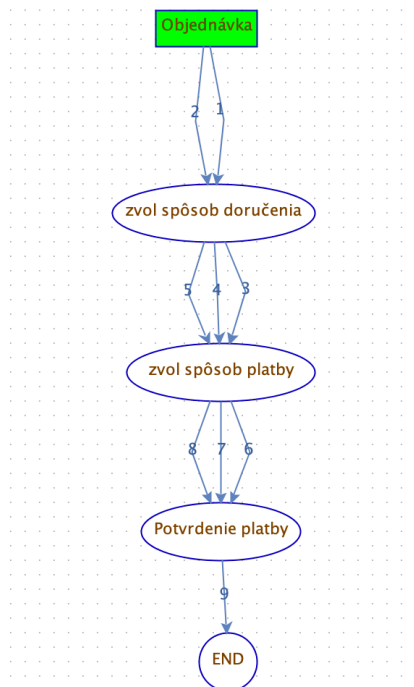 Objednávka
2 1
zvol spôsob doručenia
5 4 3
zvol spôsob platby
8 7 6
Potvrdenie platby
9
END